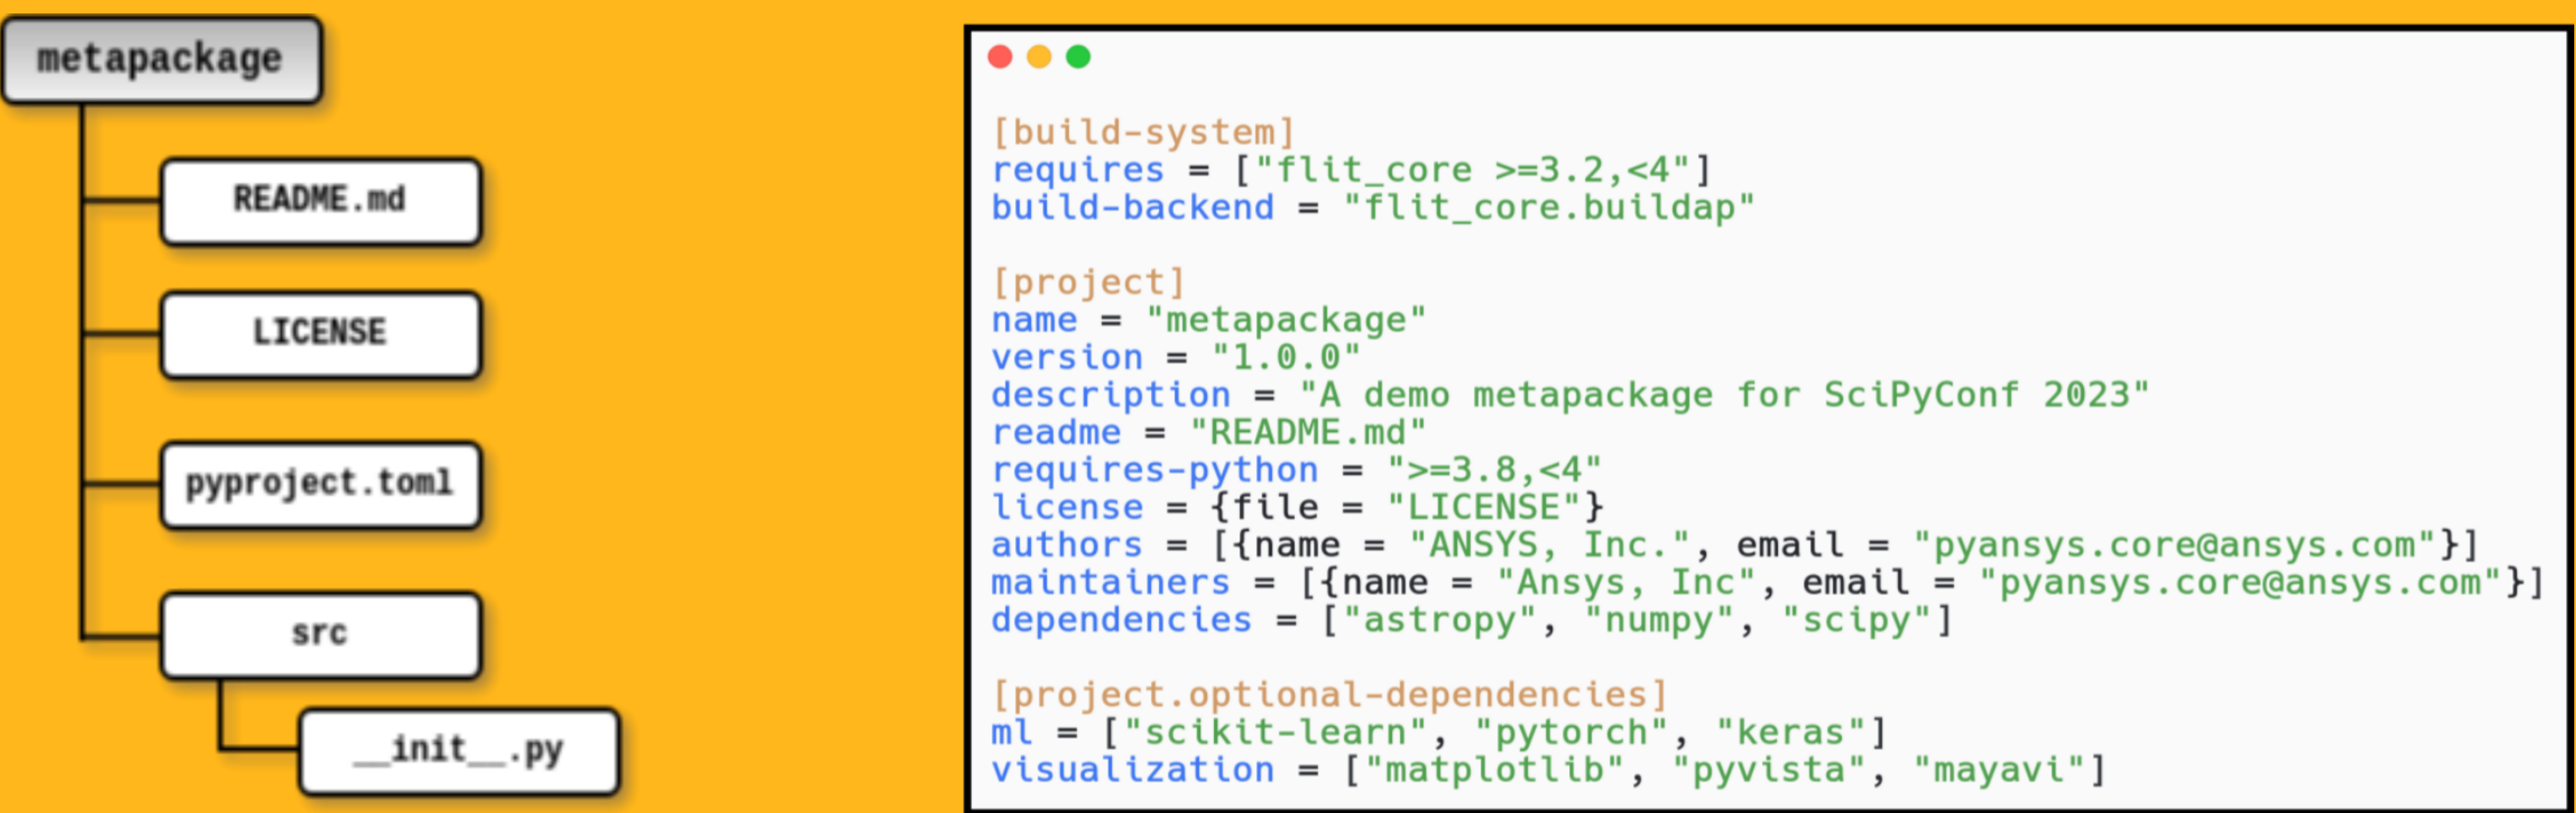 metapackage
README.md
LICENSE
pyproject.toml
src
__init__.py
[build-system]
requires = ["flit_core >=3.2,<4"]
build-backend = "flit_core.buildap"
[project]
name = "metapackage"
version = "1.0.0"
description = "A demo metapackage for SciPyConf 2023"
readme = "README.md"
requires-python = ">=3.8,<4"
license = {file = "LICENSE"}
authors = [{name = "ANSYS, Inc.", email = "pyansys.core@ansys.com"}]
maintainers = [{name = "Ansys, Inc", email = "pyansys.core@ansys.com"}]
dependencies = ["astropy", "numpy", "scipy"]
[project.optional-dependencies]
ml = ["scikit-learn", "pytorch", "keras"]
visualization = ["matplotlib", "pyvista", "mayavi"]